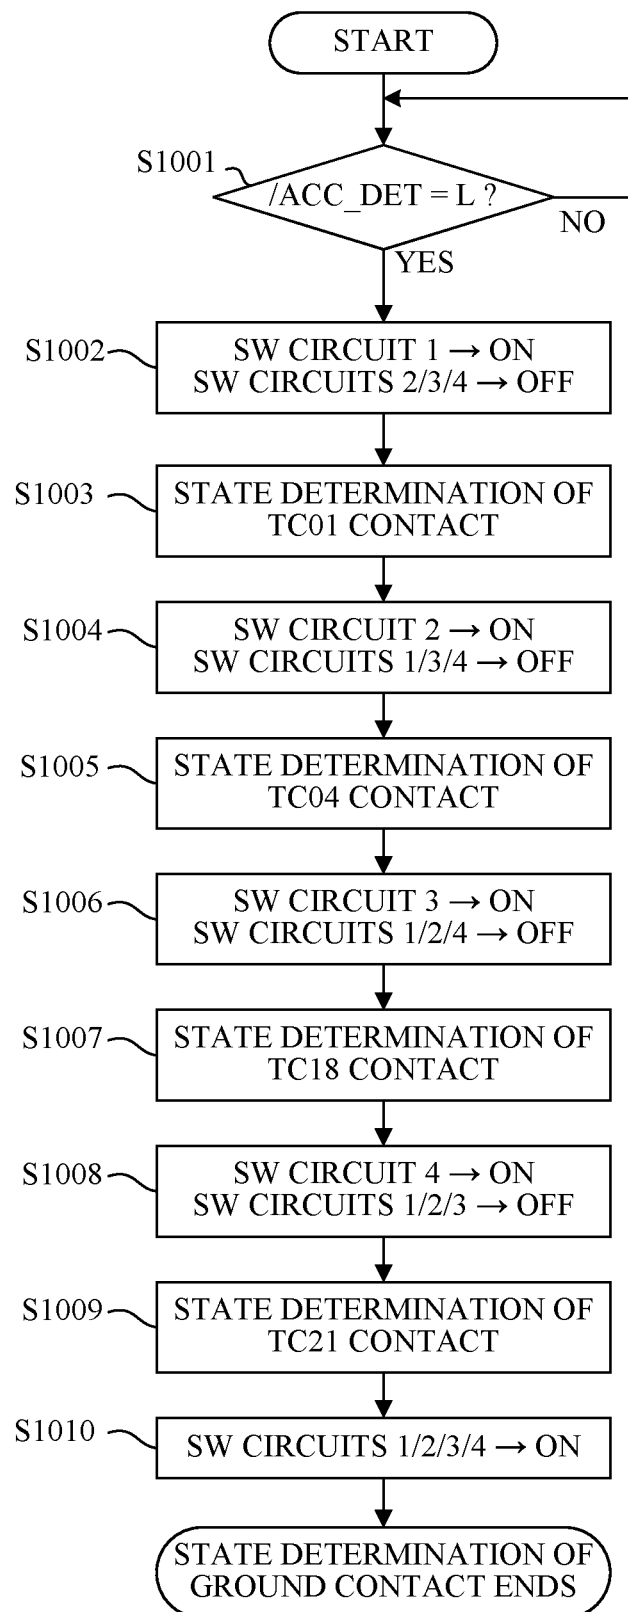 START
S1001
/ACC_DET = L ?
NO
YES
S1002
SW CIRCUIT 1 → ON
SW CIRCUITS 2/3/4 → OFF
S1003
STATE DETERMINATION OF
TC01 CONTACT
S1004
SW CIRCUIT 2 → ON
SW CIRCUITS 1/3/4 → OFF
S1005
STATE DETERMINATION OF
TC04 CONTACT
S1006
SW CIRCUIT 3 → ON
SW CIRCUITS 1/2/4 → OFF
S1007
STATE DETERMINATION OF
TC18 CONTACT
S1008
SW CIRCUIT 4 → ON
SW CIRCUITS 1/2/3 → OFF
S1009
STATE DETERMINATION OF
TC21 CONTACT
S1010
SW CIRCUITS 1/2/3/4 → ON
STATE DETERMINATION OF
GROUND CONTACT ENDS